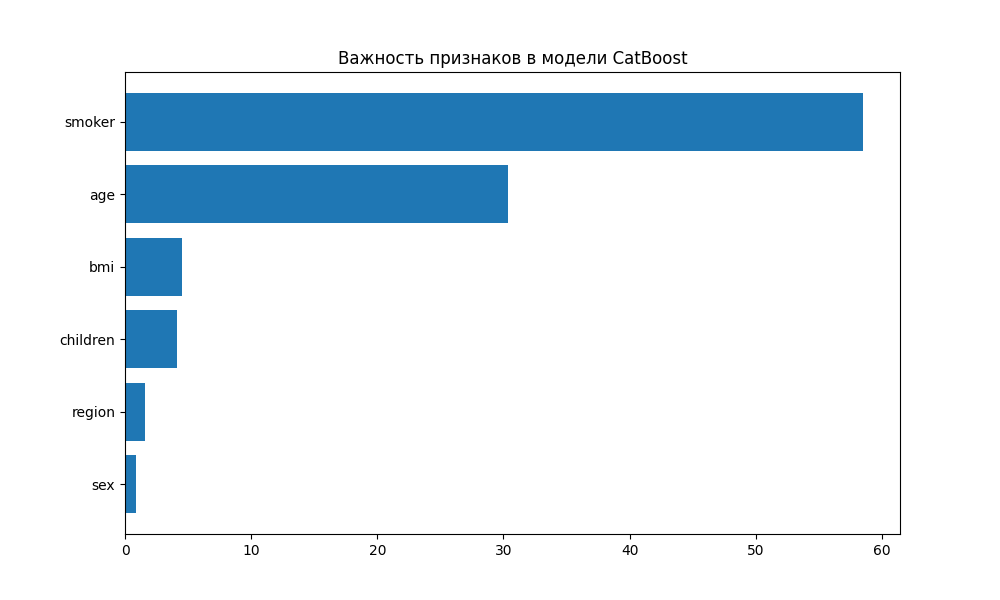 Важность признаков в модели CatBoost
smoker
age
bmi
children
region
sex
0 10 20 30 40 50 60